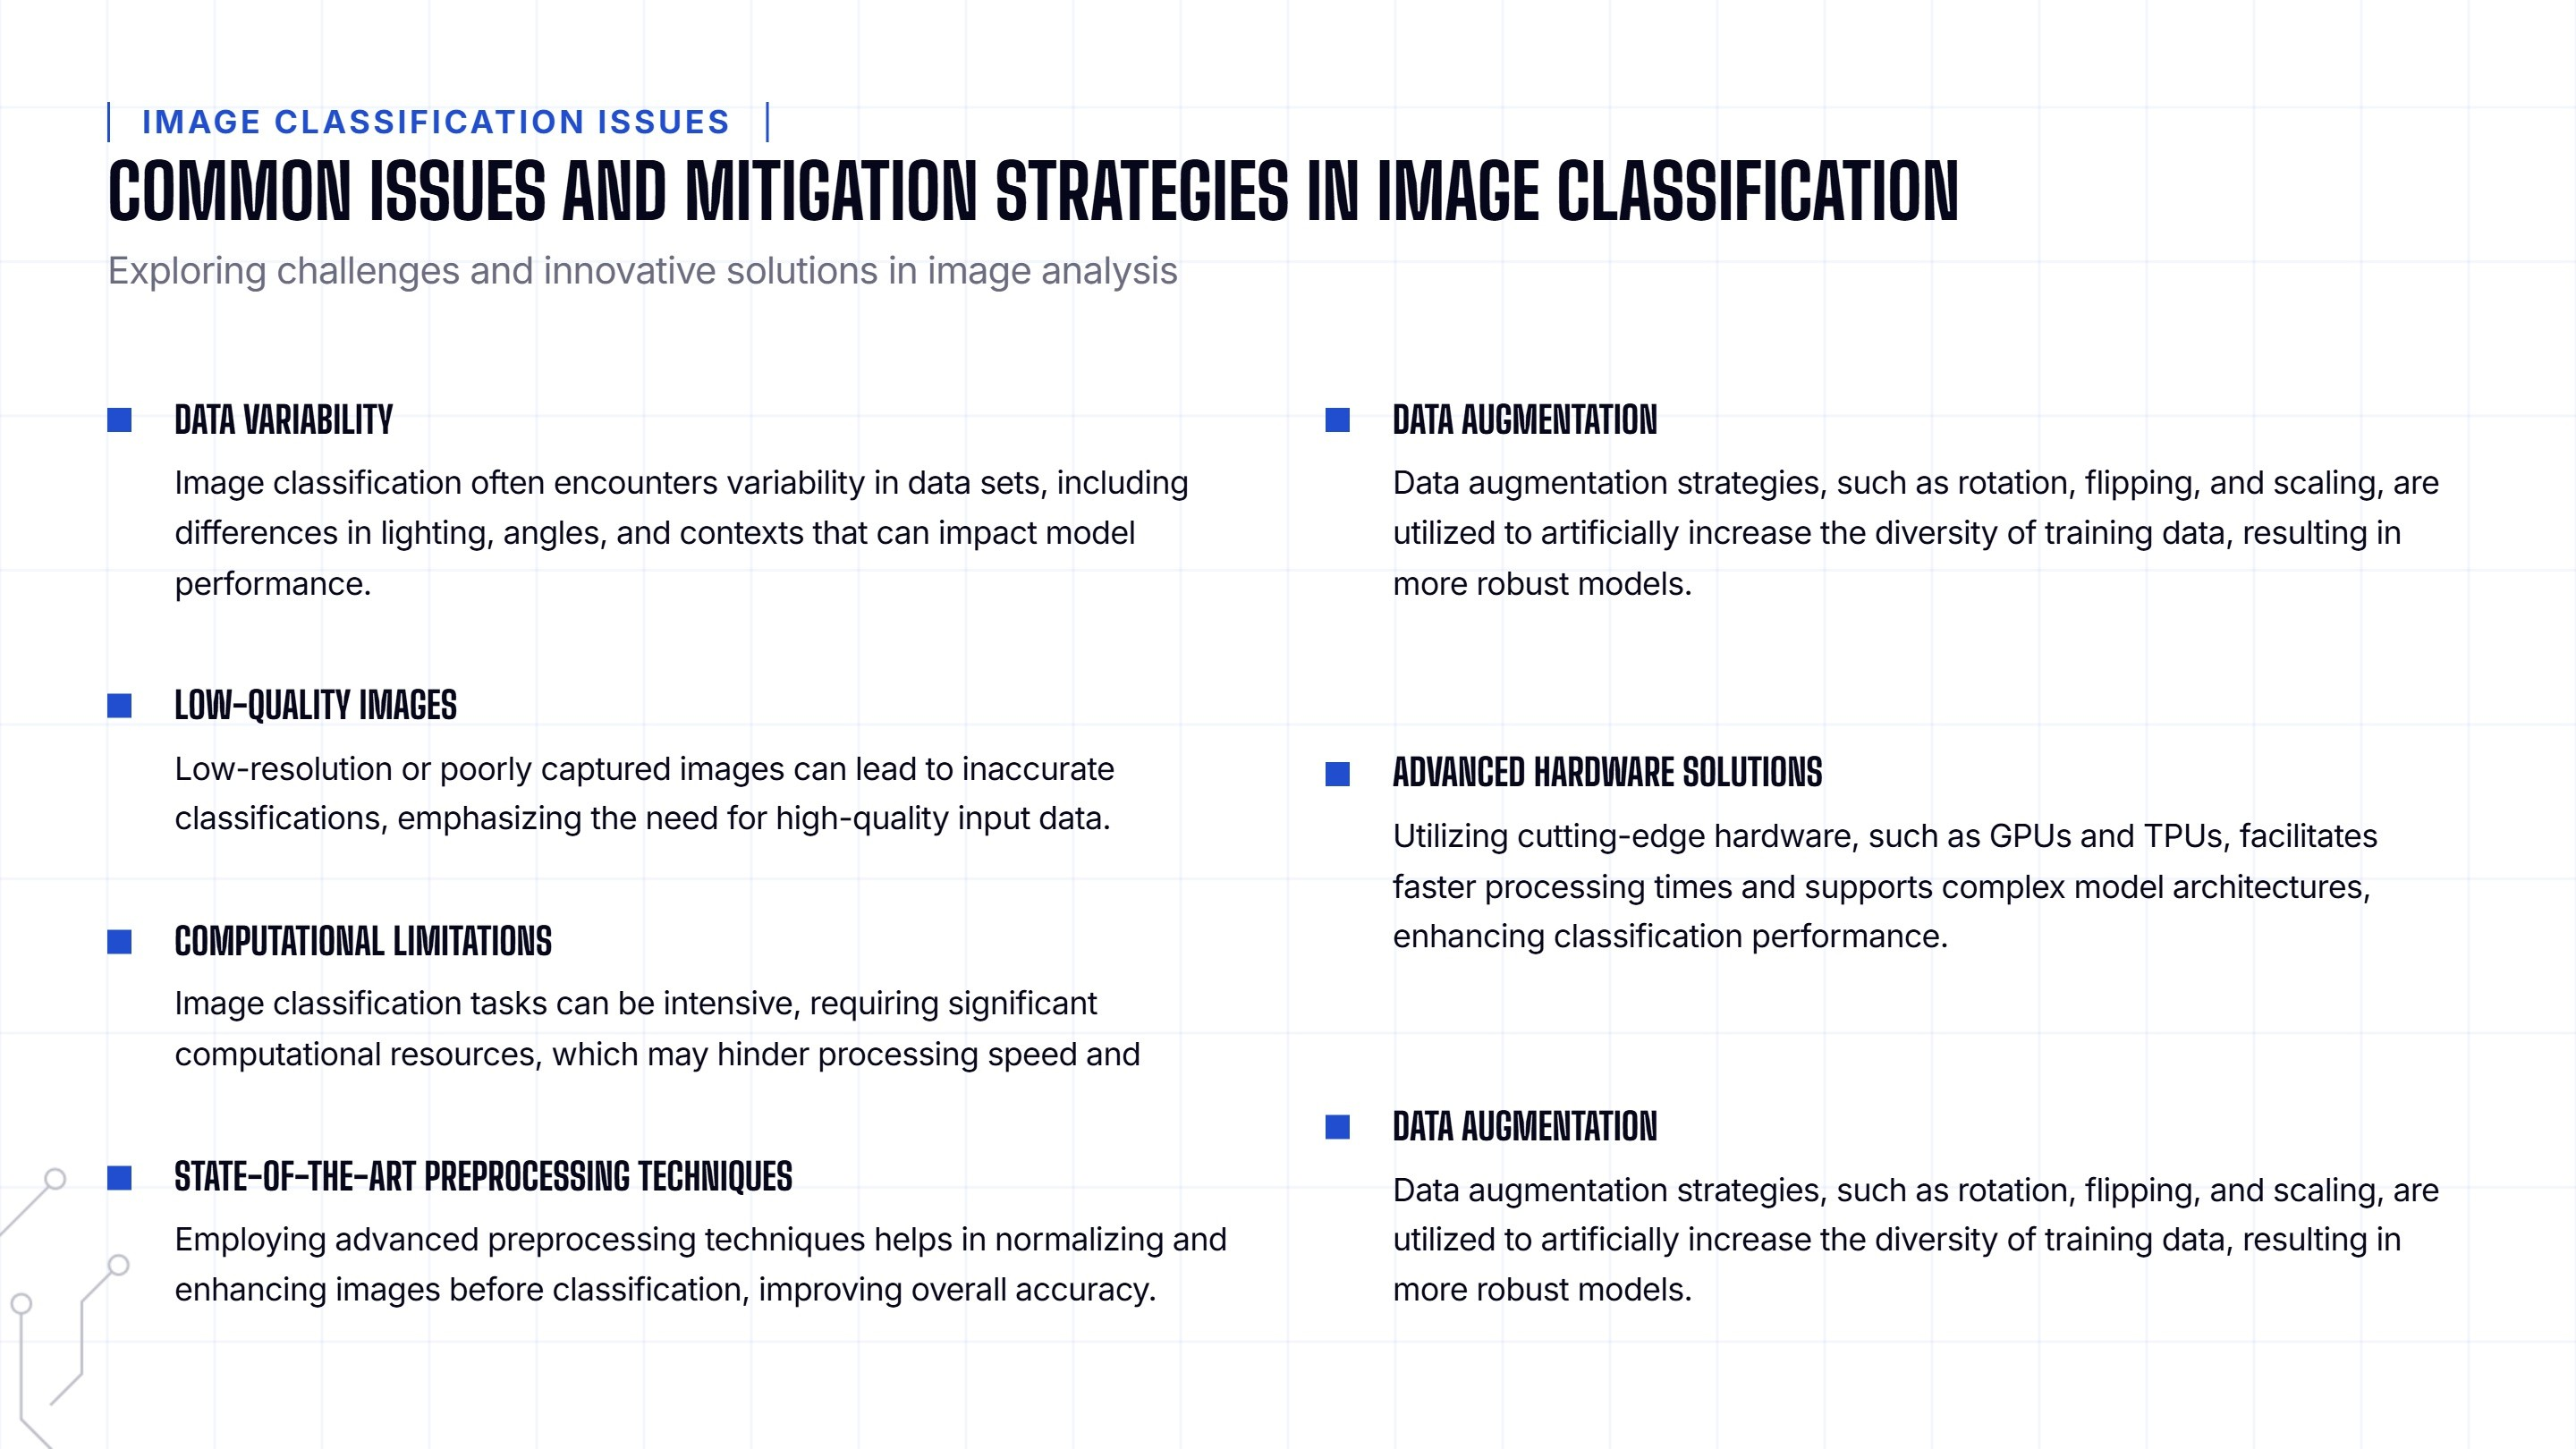 IMAGE CLASSIFICATION ISSUES
COMMON ISSUES AND MITIGATION STRATEGIES IN IMAGE CLASSIFICATION
Exploring challenges and innovative solutions in image analysis
DATA VARIABILITY
Image classification often encounters variability in data sets, including
differences in lighting, angles, and contexts that can impact model
performance.
LOW-QUALITY IMAGES
Low-resolution or poorly captured images can lead to inaccurate
classifications, emphasizing the need for high-quality input data.
COMPUTATIONAL LIMITATIONS
Image classification tasks can be intensive, requiring significant
computational resources, which may hinder processing speed and
STATE-OF-THE-ART PREPROCESSING TECHNIQUES
Employing advanced preprocessing techniques helps in normalizing and
enhancing images before classification, improving overall accuracy.
DATA AUGMENTATION
Data augmentation strategies, such as rotation, flipping, and scaling, are
utilized to artificially increase the diversity of training data, resulting in
more robust models.
ADVANCED HARDWARE SOLUTIONS
Utilizing cutting-edge hardware, such as GPUs and TPUs, facilitates
faster processing times and supports complex model architectures,
enhancing classification performance.
DATA AUGMENTATION
Data augmentation strategies, such as rotation, flipping, and scaling, are
utilized to artificially increase the diversity of training data, resulting in
more robust models.